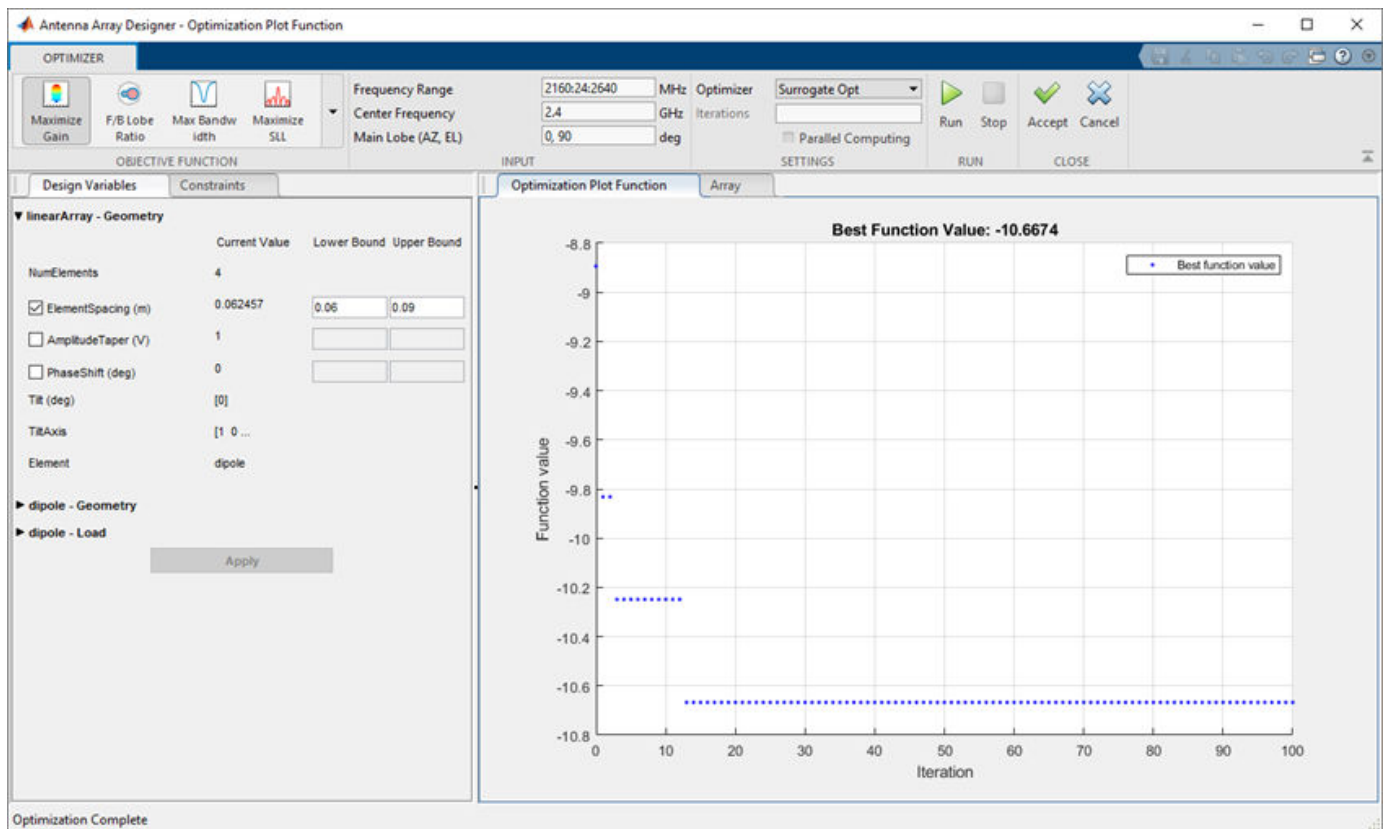 Antenna Array Designer - Optimization Plot Function
OPTIMIZER
Maximize Gain
F/B Lobe Ratio
Max Bandw idth
Maximize SLL
OBJECTIVE FUNCTION
Frequency Range 2160:24:2640 MHz
Center Frequency 2.4 GHz
Main Lobe (AZ, EL) 0, 90 deg
INPUT
Optimizer Surrogate Opt
Iterations
Parallel Computing
SETTINGS
Run Stop
RUN
Accept Cancel
CLOSE
Design Variables Constraints
linearArray - Geometry
Current Value Lower Bound Upper Bound
NumElements 4
ElementSpacing (m) 0.062457 0.06 0.09
AmplitudeTaper (V) 1
PhaseShift (deg) 0
Tilt (deg) [0]
TiltAxis [1 0 ...
Element dipole
dipole - Geometry
dipole - Load
Apply
Optimization Plot Function Array
Best Function Value: -10.6674
Best function value
Function value
-8.8
-9
-9.2
-9.4
-9.6
-9.8
-10
-10.2
-10.4
-10.6
-10.8
0 10 20 30 40 50 60 70 80 90 100
Iteration
Optimization Complete